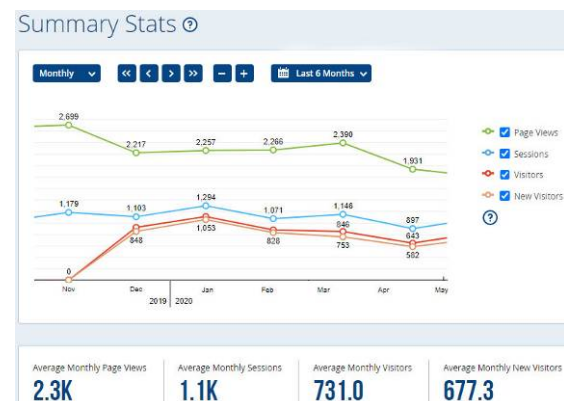 Summary Stats ?
Monthly « < > » − + Last 6 Months
2,699 2,217 2,257 2,266 2,390 1,931
Page Views
Sessions
Visitors
New Visitors
?
1,179 1,103 1,294 1,071 1,146 897
846 643
0 848 1,053 828 753 582
Nov Dec Jan Feb Mar Apr May
2019 2020
Average Monthly Page Views
2.3K
Average Monthly Sessions
1.1K
Average Monthly Visitors
731.0
Average Monthly New Visitors
677.3